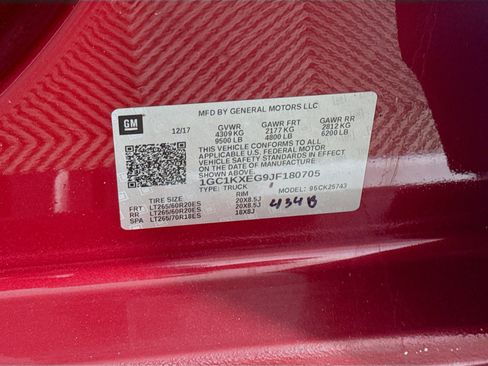 MFD BY GENERAL MOTORS LLC
GM
12/17 GVWR GAWR FRT GAWR RR
4309 KG 2177 KG 2812 KG
9500 LB 4800 LB 6200 LB
THIS VEHICLE CONFORMS TO ALL APPLICABLE
U.S. FEDERAL MOTOR
VEHICLE SAFETY STANDARDS IN EFFECT ON
THE DATE OF MANUFACTURE
SHOWN ABOVE.
1GC1KXEG9JF180705
TYPE: TRUCK MODEL: 95CK25743
TIRE SIZE RIM
FRT LT265/60R20ES 20X8.5J
RR LT265/60R20ES 20X8.5J
SPA LT265/70R18ES 18X8J
434B